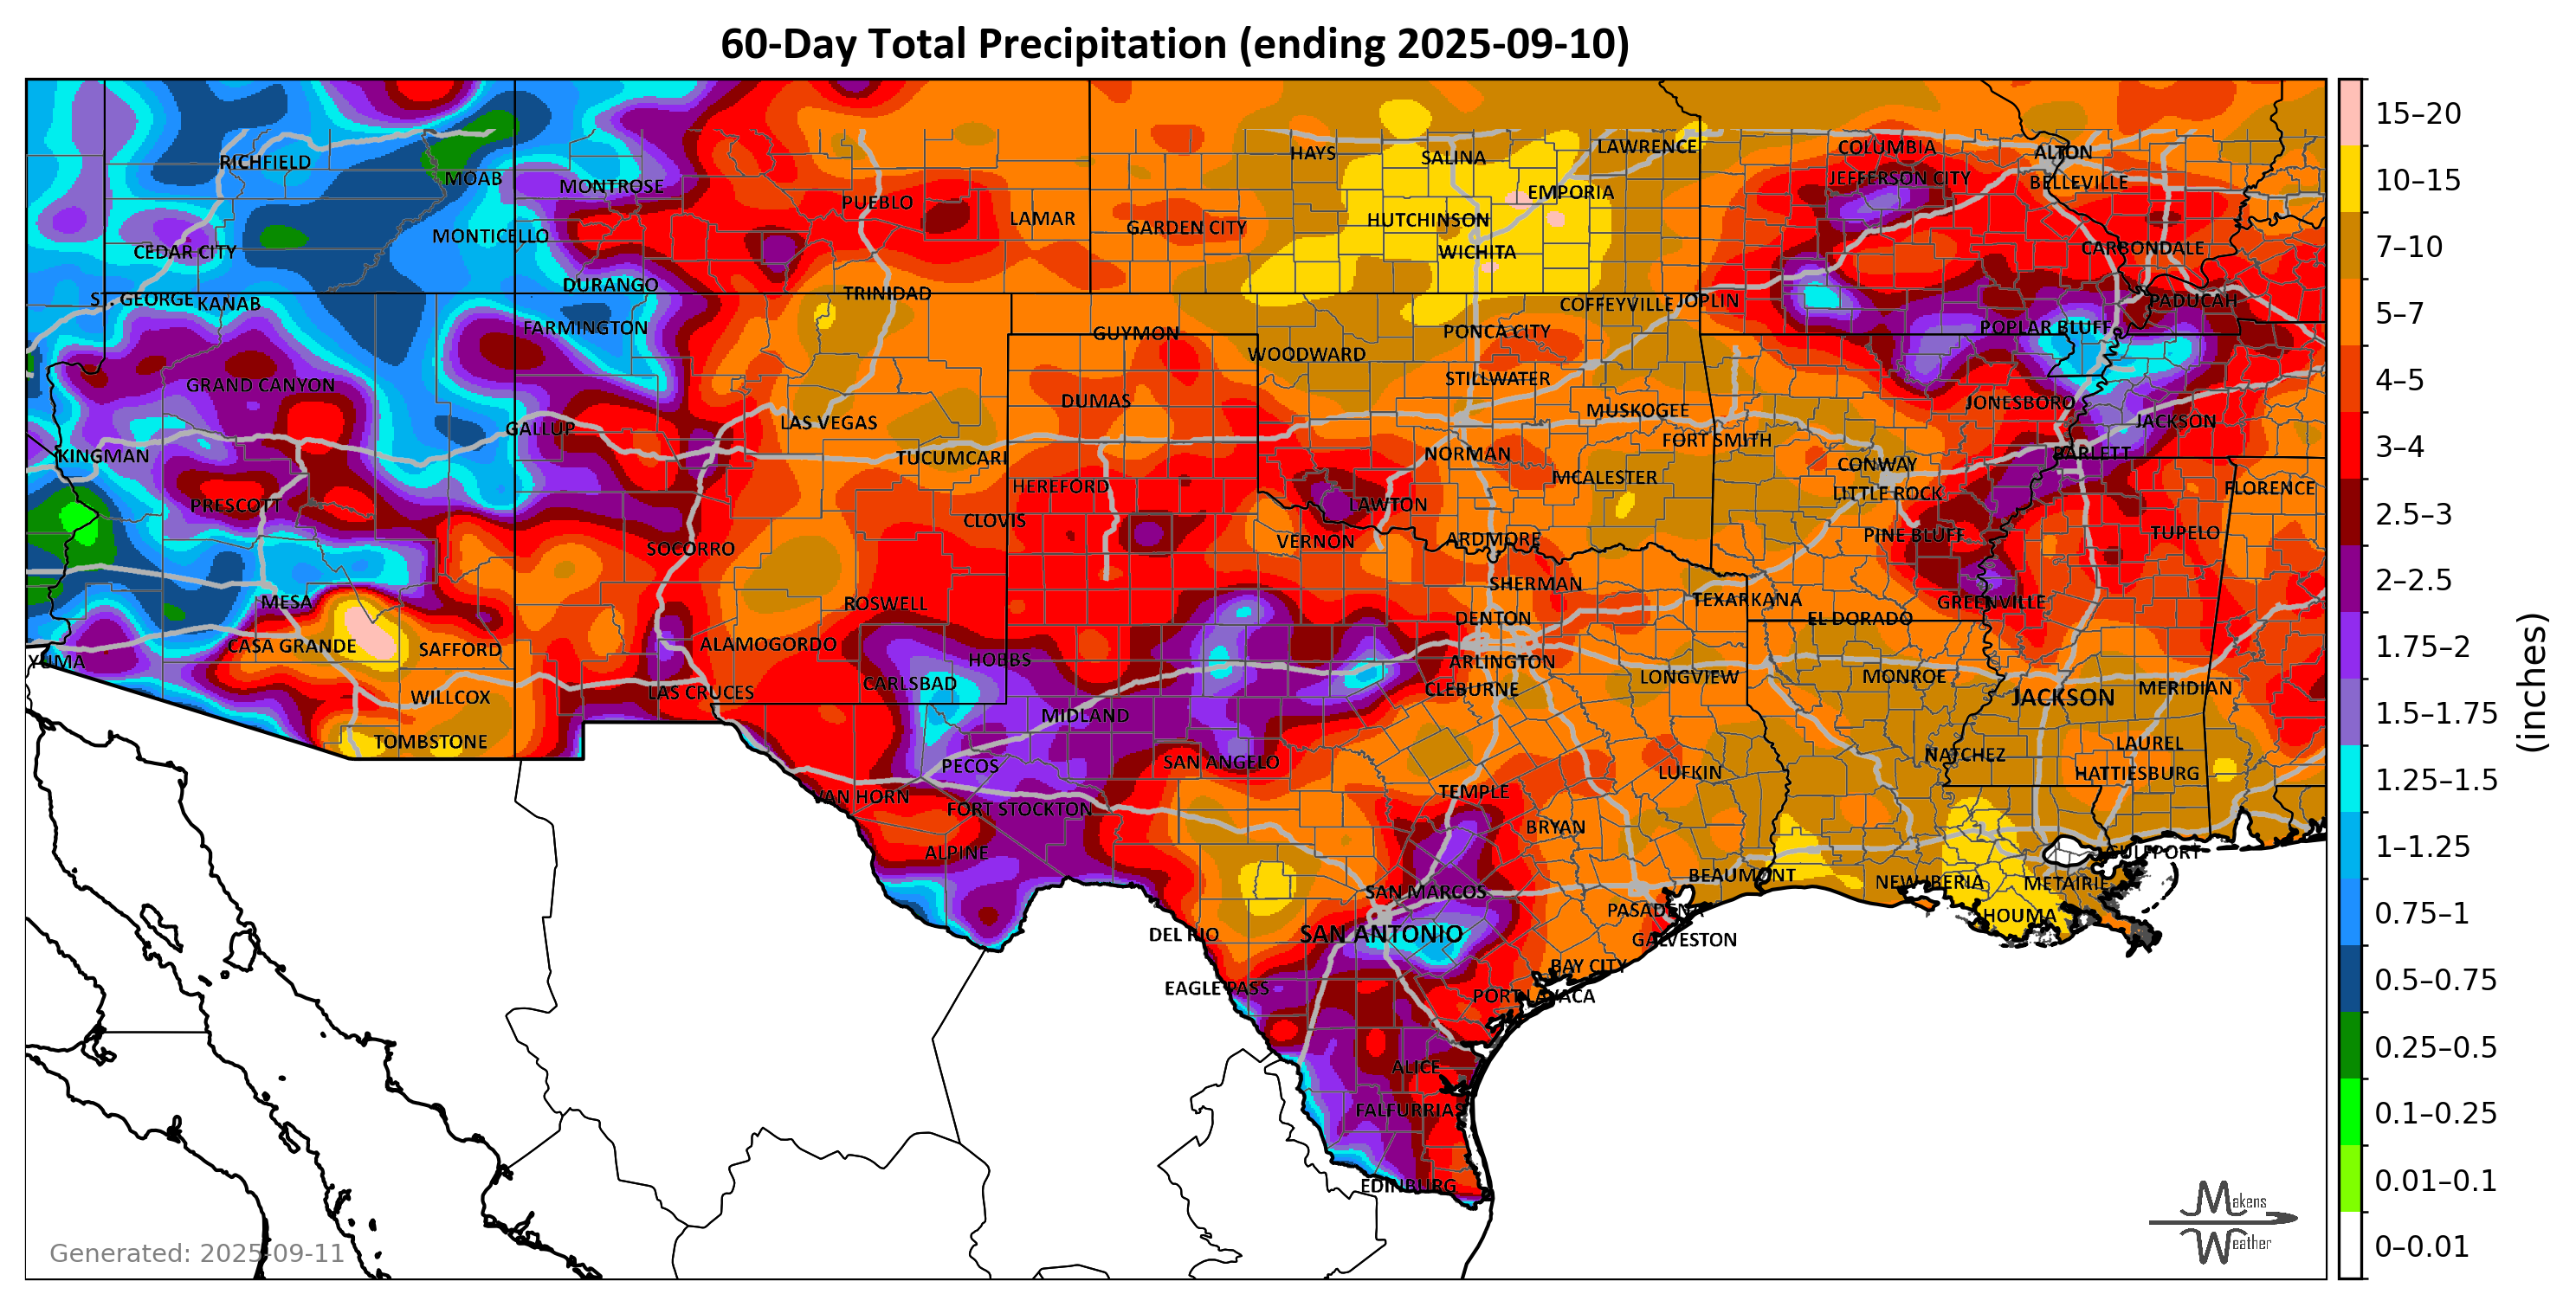 60-Day Total Precipitation (ending 2025-09-10)
RICHFIELD
MOAB
MONTROSE
PUEBLO
LAMAR
GARDEN CITY
HAYS
SALINA
LAWRENCE
EMPORIA
HUTCHINSON
WICHITA
COLUMBIA
JEFFERSON CITY
ALTON
BELLEVILLE
CARBONDALE
CEDAR CITY
MONTICELLO
DURANGO
TRINIDAD
COFFEYVILLE
JOPLIN
PADUCAH
ST. GEORGE
KANAB
FARMINGTON
GUYMON
WOODWARD
PONCA CITY
POPLAR BLUFF
GRAND CANYON
DUMAS
STILLWATER
MUSKOGEE
JONESBORO
JACKSON
KINGMAN
GALLUP
LAS VEGAS
TUCUMCARI
NORMAN
FORT SMITH
CONWAY
BARLETT
PRESCOTT
HEREFORD
CLOVIS
LAWTON
MCALESTER
LITTLE ROCK
FLORENCE
SOCORRO
VERNON
ARDMORE
PINE BLUFF
TUPELO
MESA
ROSWELL
SHERMAN
TEXARKANA
GREENVILLE
CASA GRANDE
SAFFORD
ALAMOGORDO
HOBBS
DENTON
EL DORADO
YUMA
WILLCOX
LAS CRUCES
CARLSBAD
ARLINGTON
CLEBURNE
LONGVIEW
MONROE
JACKSON
MERIDIAN
TOMBSTONE
MIDLAND
PECOS
SAN ANGELO
NATCHEZ
LAUREL
HATTIESBURG
VAN HORN
FORT STOCKTON
TEMPLE
LUFKIN
ALPINE
BRYAN
GULFPORT
SAN MARCOS
BEAUMONT
NEW IBERIA
METAIRIE
DEL RIO
SAN ANTONIO
PASADENA
GALVESTON
HOUMA
EAGLE PASS
BAY CITY
PORT LAVACA
ALICE
FALFURRIAS
EDINBURG
15–20
10–15
7–10
5–7
4–5
3–4
2.5–3
2–2.5
1.75–2
1.5–1.75
1.25–1.5
1–1.25
0.75–1
0.5–0.75
0.25–0.5
0.1–0.25
0.01–0.1
0–0.01
(inches)
Generated: 2025-09-11
Makens
Weather